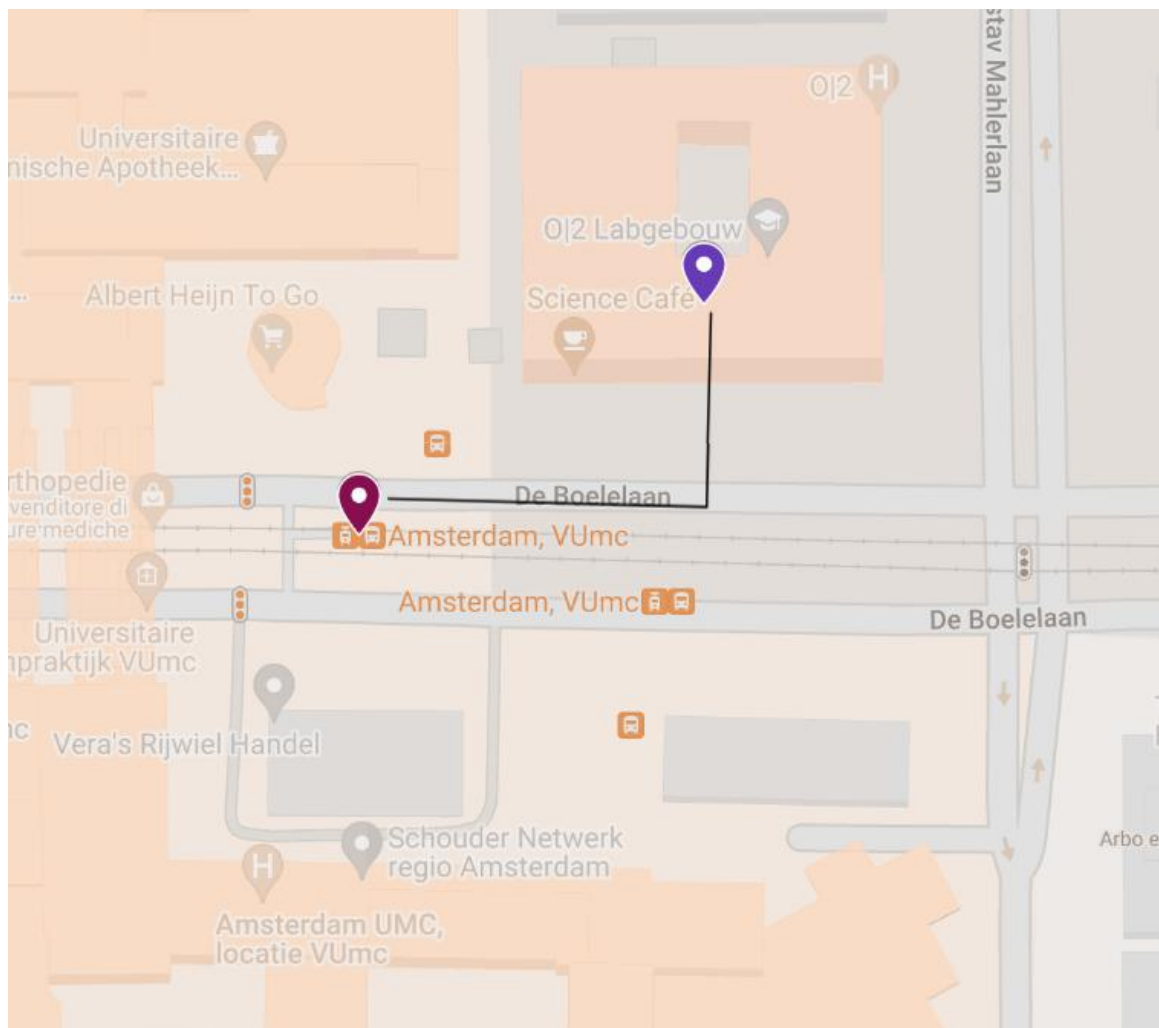 O|2
H
stav Mahlerlaan
Universitaire
nische Apotheek...
O|2 Labgebouw
Albert Heijn To Go
...
Science Café
rthopedie
venditore di
ure mediche
De Boelelaan
Amsterdam, VUmc
Amsterdam, VUmc
De Boelelaan
Universitaire
npraktijk VUmc
Vera's Rijwiel Handel
Schouder Netwerk
regio Amsterdam
Arbo e
H
Amsterdam UMC,
locatie VUmc